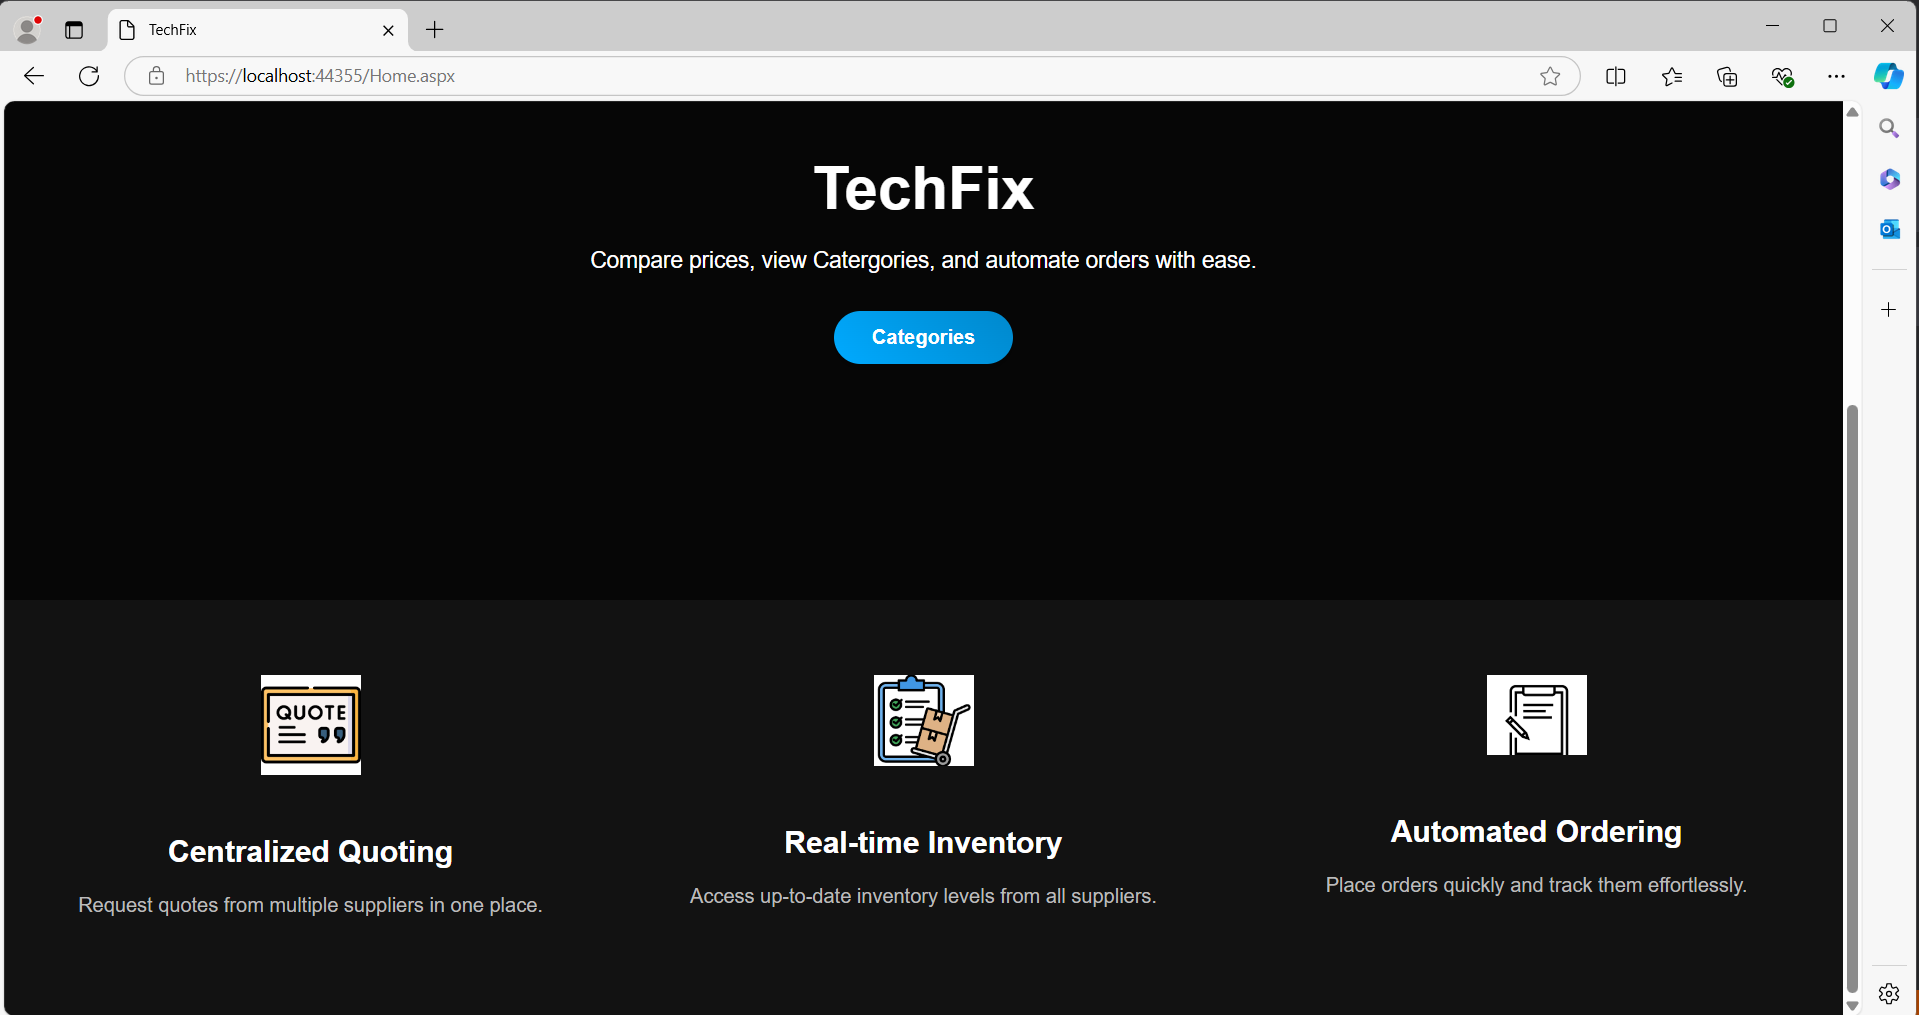 TechFix
https://localhost:44355/Home.aspx
TechFix
Compare prices, view Catergories, and automate orders with ease.
Categories
QUOTE
Centralized Quoting
Request quotes from multiple suppliers in one place.
Real-time Inventory
Access up-to-date inventory levels from all suppliers.
Automated Ordering
Place orders quickly and track them effortlessly.